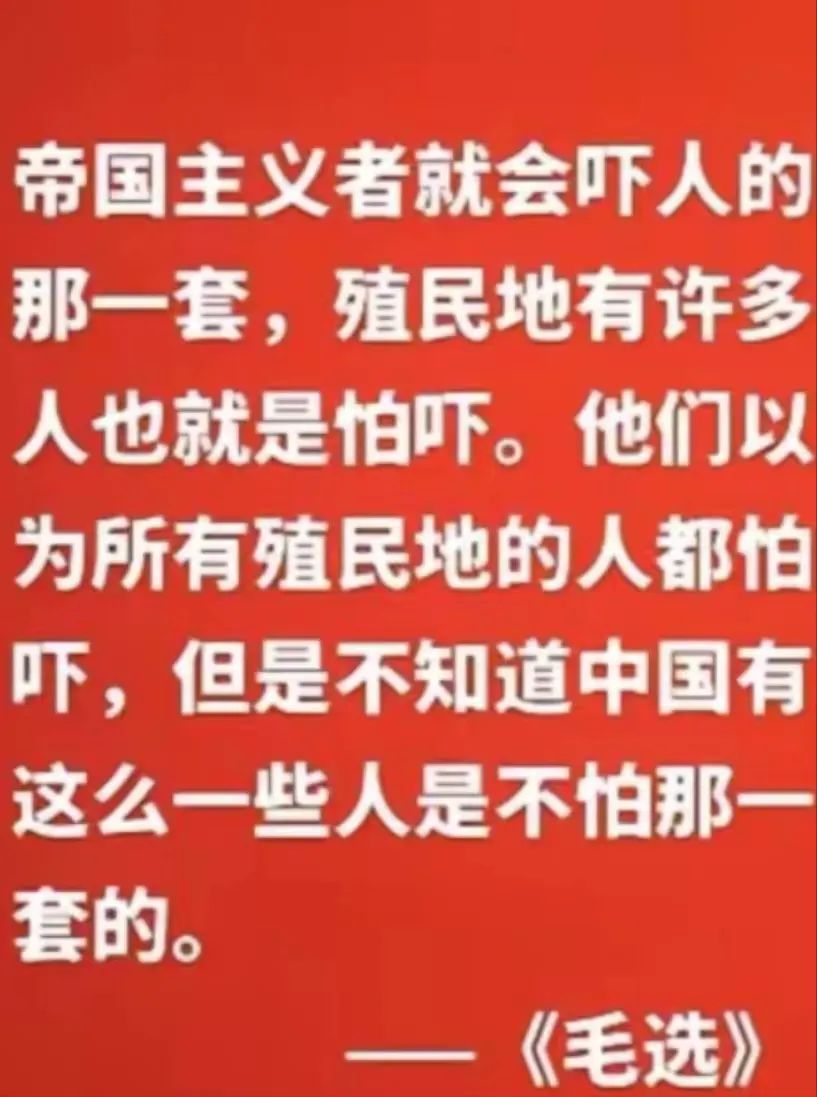 帝国主义者就会吓人的
那一套，殖民地有许多
人也就是怕吓。他们以
为所有殖民地的人都怕
吓，但是不知道中国有
这么一些人是不怕那一
套的。
——《毛选》